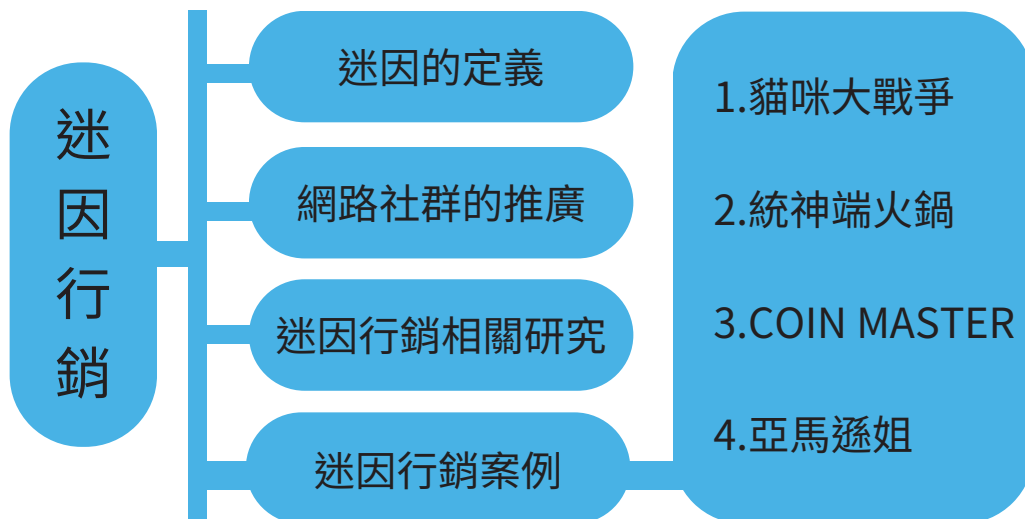 迷因行銷
迷因的定義
網路社群的推廣
迷因行銷相關研究
迷因行銷案例
1.貓咪大戰爭
2.統神端火鍋
3.COIN MASTER
4.亞馬遜姐